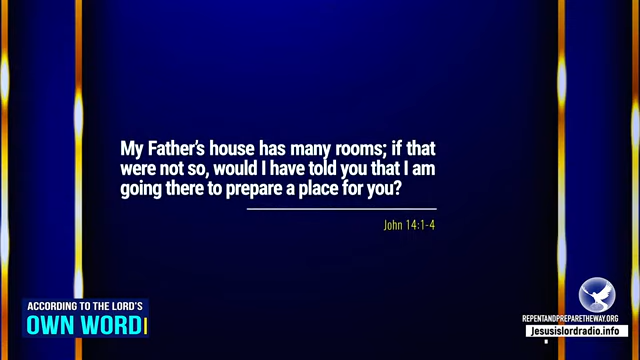 My Father's house has many rooms; if that
were not so, would I have told you that I am
going there to prepare a place for you?
John 14:1-4
ACCORDING TO THE LORD'S
OWN WORD
REPENTANDPREPARETHEWAY.ORG
Jesusislordradio.info